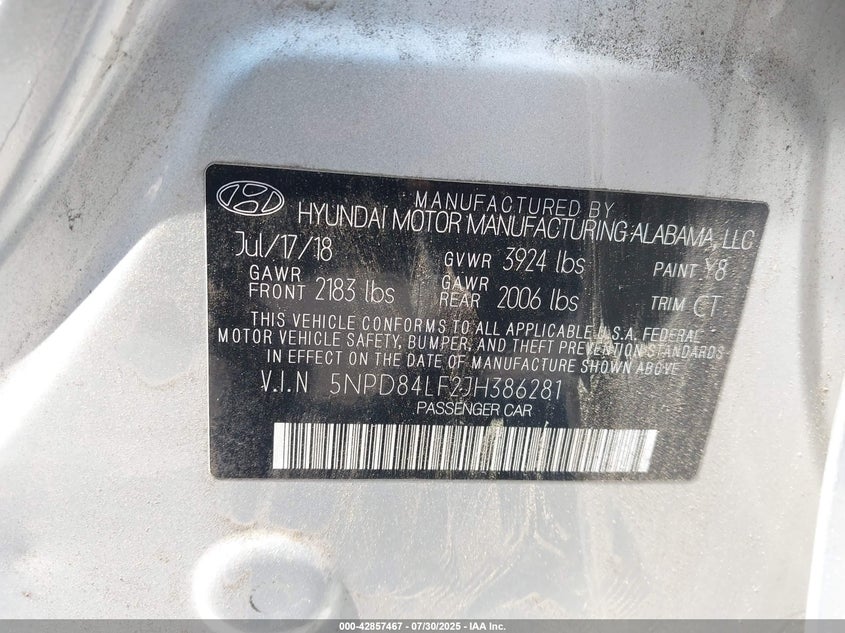 MANUFACTURED BY
HYUNDAI MOTOR MANUFACTURING ALABAMA, LLC
Jul/17/18 GVWR 3924 lbs PAINT Y8
GAWR FRONT 2183 lbs GAWR REAR 2006 lbs TRIM CT
THIS VEHICLE CONFORMS TO ALL APPLICABLE U.S.A. FEDERAL
MOTOR VEHICLE SAFETY, BUMPER, AND THEFT PREVENTION STANDARDS
IN EFFECT ON THE DATE OF MANUFACTURE SHOWN ABOVE
V.I.N 5NPD84LF2JH386281
PASSENGER CAR
000-42857467 - 07/30/2025 - IAA Inc.